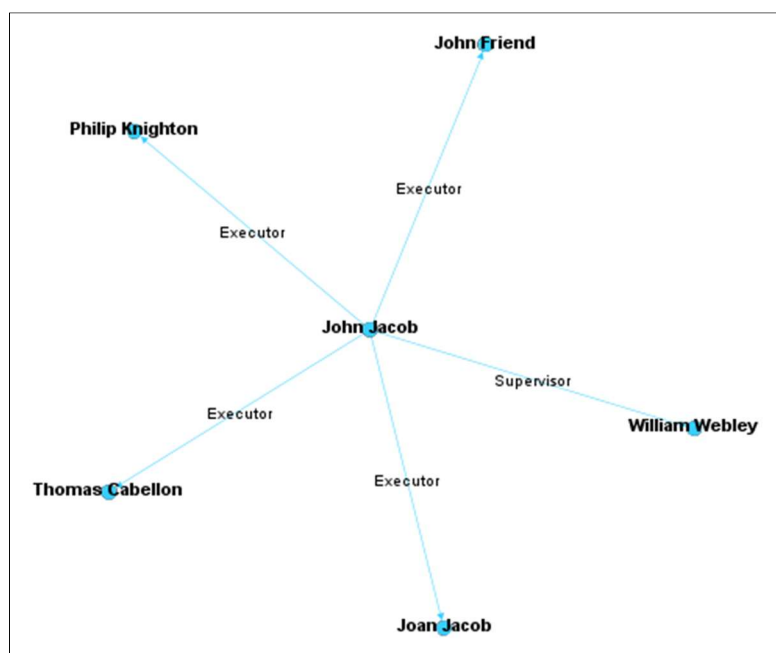 John Friend
Philip Knighton
Executor
Executor
John Jacob
Supervisor
Executor
William Webley
Executor
Thomas Cabellon
Joan Jacob